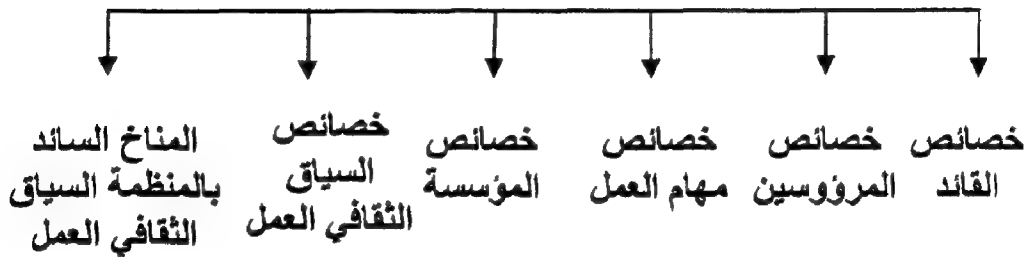 خصائص
القائد
خصائص
المرؤوسين
خصائص
مهام العمل
خصائص
المؤسسة
خصائص
السياق
الثقافي العمل
المناخ السائد
بالمنظمة السياق
الثقافي العمل